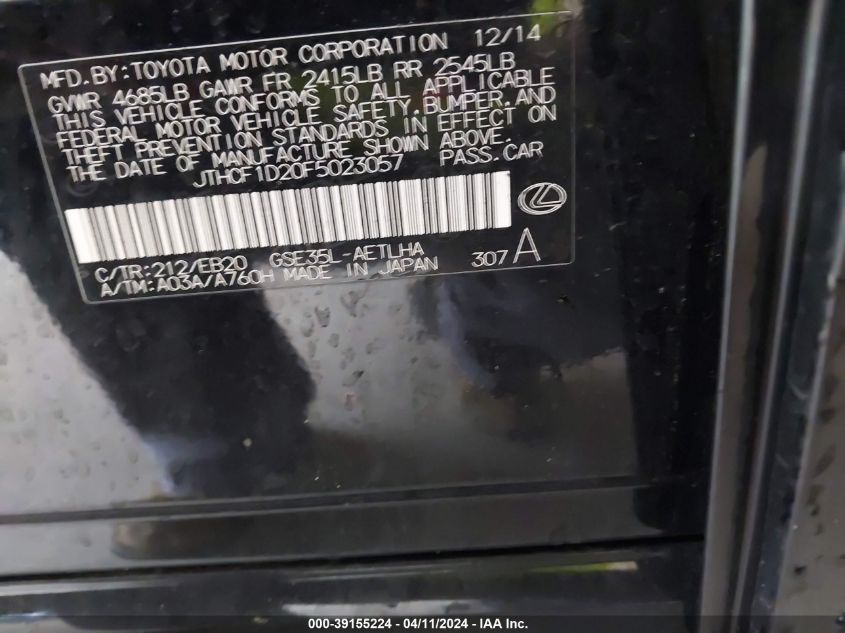 MFD. BY: TOYOTA MOTOR CORPORATION 12/14
GVWR 4685LB GAWR FR 2415LB RR 2545LB
THIS VEHICLE CONFORMS TO ALL APPLICABLE
FEDERAL MOTOR VEHICLE SAFETY, BUMPER, AND
THEFT PREVENTION STANDARDS IN EFFECT ON
THE DATE OF MANUFACTURE SHOWN ABOVE.
JTHCF1D20F5023057 PASS. CAR
C/TR: 212/EB20 GSE35L-AETLHA
A/TM: A03A/A760H MADE IN JAPAN 307 A
000-39155224 - 04/11/2024 - IAA Inc.